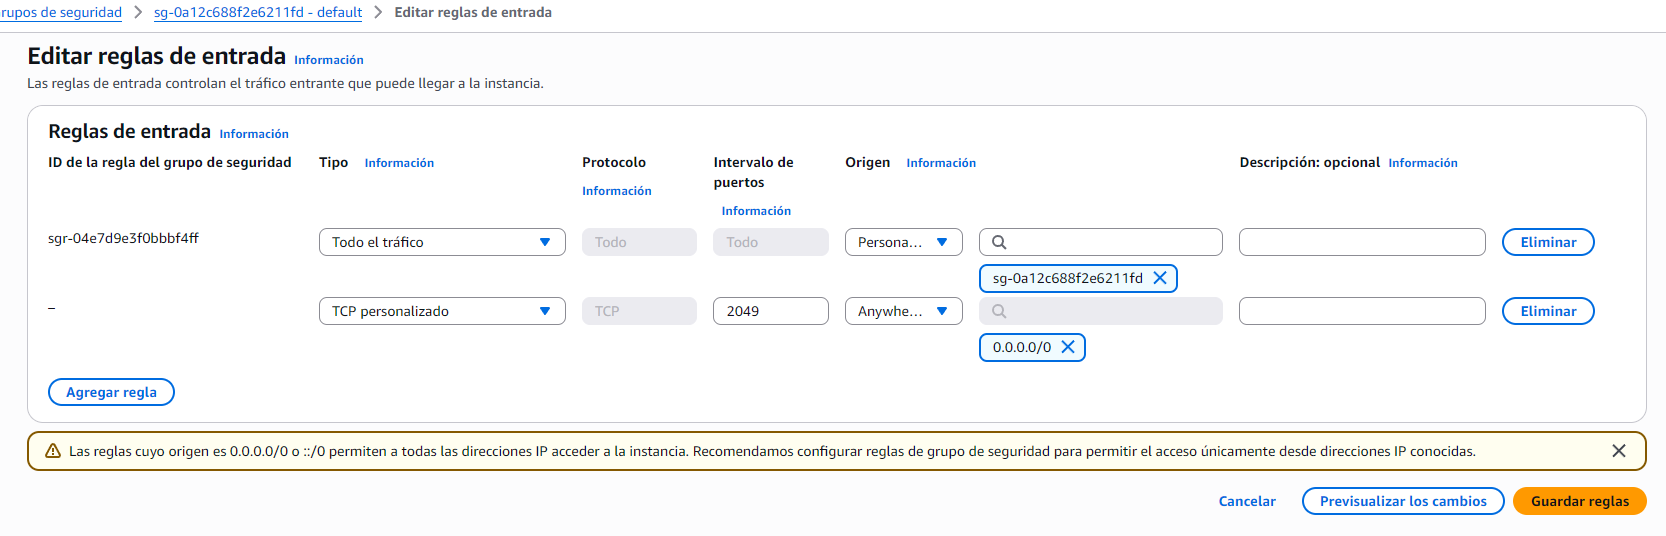 rupos de seguridad > sg-0a12c688f2e6211fd - default > Editar reglas de entrada
Editar reglas de entrada Información
Las reglas de entrada controlan el tráfico entrante que puede llegar a la instancia.
Reglas de entrada Información
ID de la regla del grupo de seguridad Tipo Información Protocolo Información Intervalo de puertos Información Origen Información Descripción: opcional Información
sgr-04e7d9e3f0bbbf4ff Todo el tráfico Todo Todo Persona... Eliminar
sg-0a12c688f2e6211fd
– TCP personalizado TCP 2049 Anywhe... Eliminar
0.0.0.0/0
Agregar regla
Las reglas cuyo origen es 0.0.0.0/0 o ::/0 permiten a todas las direcciones IP acceder a la instancia. Recomendamos configurar reglas de grupo de seguridad para permitir el acceso únicamente desde direcciones IP conocidas.
Cancelar Previsualizar los cambios Guardar reglas